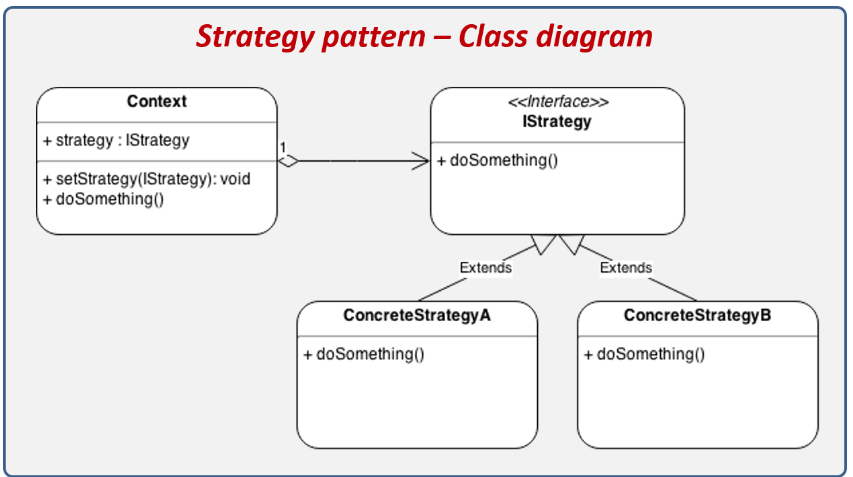 Strategy pattern – Class diagram
Context
+ strategy : IStrategy
+ setStrategy(IStrategy): void
+ doSomething()
1
<<Interface>>
IStrategy
+ doSomething()
Extends
Extends
ConcreteStrategyA
+ doSomething()
ConcreteStrategyB
+ doSomething()